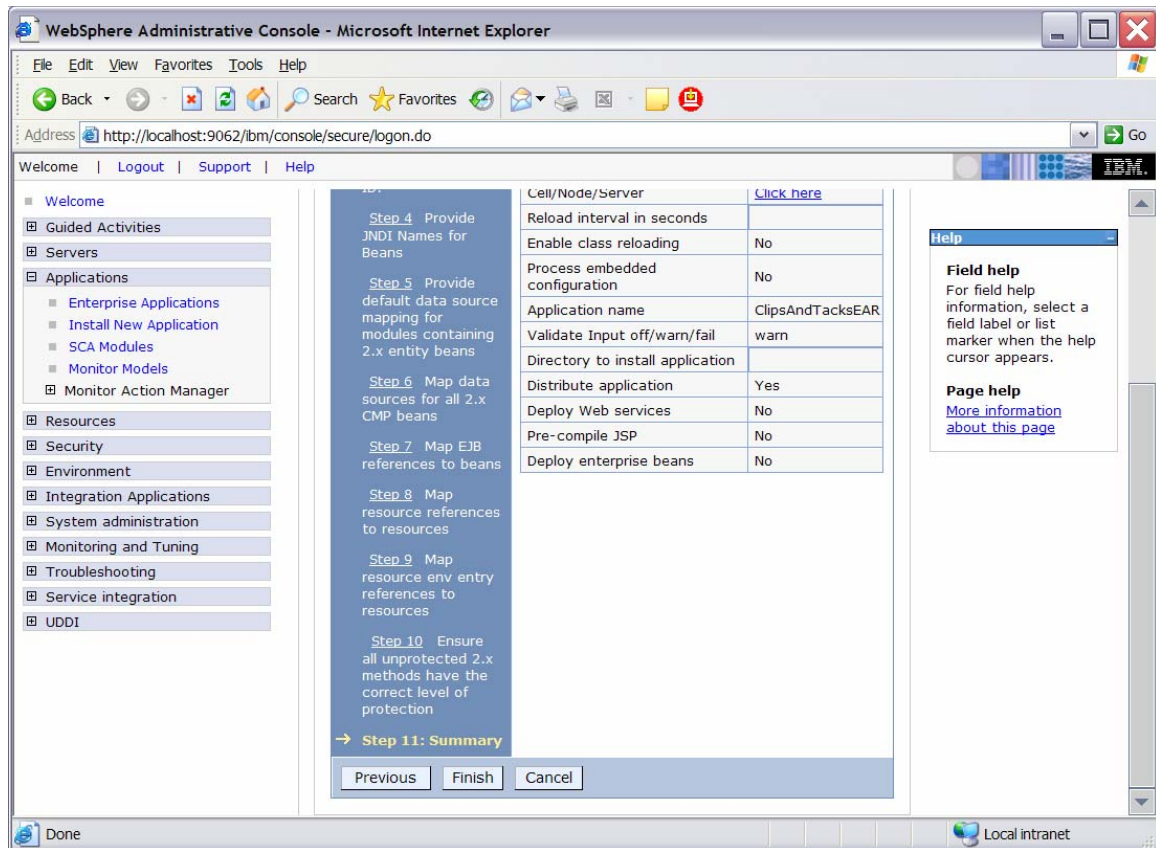 WebSphere Administrative Console - Microsoft Internet Explorer
File Edit View Favorites Tools Help
Back Search Favorites
Address http://localhost:9062/ibm/console/secure/logon.do Go
Welcome | Logout | Support | Help IBM.
Welcome
Guided Activities
Servers
Applications
Enterprise Applications
Install New Application
SCA Modules
Monitor Models
Monitor Action Manager
Resources
Security
Environment
Integration Applications
System administration
Monitoring and Tuning
Troubleshooting
Service integration
UDDI
Step 4 Provide
JNDI Names for
Beans
Step 5 Provide
default data source
mapping for
modules containing
2.x entity beans
Step 6 Map data
sources for all 2.x
CMP beans
Step 7 Map EJB
references to beans
Step 8 Map
resource references
to resources
Step 9 Map
resource env entry
references to
resources
Step 10 Ensure
all unprotected 2.x
methods have the
correct level of
protection
Step 11: Summary
Cell/Node/Server Click here
Reload interval in seconds
Enable class reloading No
Process embedded
configuration No
Application name ClipsAndTacksEAR
Validate Input off/warn/fail warn
Directory to install application
Distribute application Yes
Deploy Web services No
Pre-compile JSP No
Deploy enterprise beans No
Previous Finish Cancel
Help
Field help
For field help
information, select a
field label or list
marker when the help
cursor appears.
Page help
More information
about this page
Done Local intranet